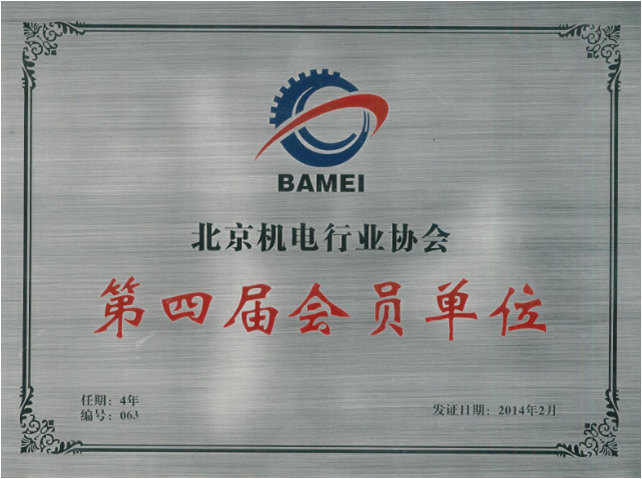 BAMEI
北京机电行业协会
第四届会员单位
任期：4年
编号：063
发证日期：2014年2月